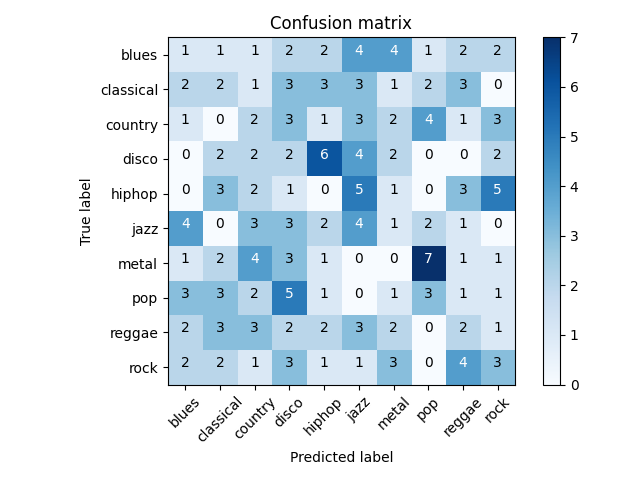 Confusion matrix
blues 1 1 1 2 2 4 4 1 2 2
classical 2 2 1 3 3 3 1 2 3 0
country 1 0 2 3 1 3 2 4 1 3
disco 0 2 2 2 6 4 2 0 0 2
hiphop 0 3 2 1 0 5 1 0 3 5
jazz 4 0 3 3 2 4 1 2 1 0
metal 1 2 4 3 1 0 0 7 1 1
pop 3 3 2 5 1 0 1 3 1 1
reggae 2 3 3 2 2 3 2 0 2 1
rock 2 2 1 3 1 1 3 0 4 3
True label
blues classical country disco hiphop jazz metal pop reggae rock
Predicted label
7
6
5
4
3
2
1
0